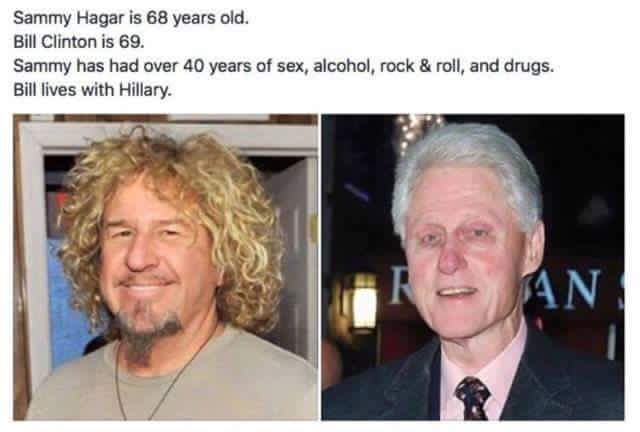 Sammy Hagar is 68 years old.
Bill Clinton is 69.
Sammy has had over 40 years of sex, alcohol, rock & roll, and drugs.
Bill lives with Hillary.
AN